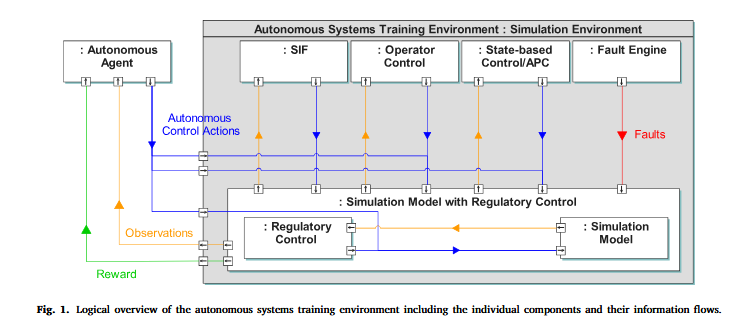 Autonomous Systems Training Environment : Simulation Environment
: Autonomous
Agent
: SIF
: Operator
Control
: State-based
Control/APC
: Fault Engine
Autonomous
Control Actions
Faults
: Simulation Model with Regulatory Control
: Regulatory
Control
: Simulation
Model
Observations
Reward
Fig. 1. Logical overview of the autonomous systems training environment including the individual components and their information flows.